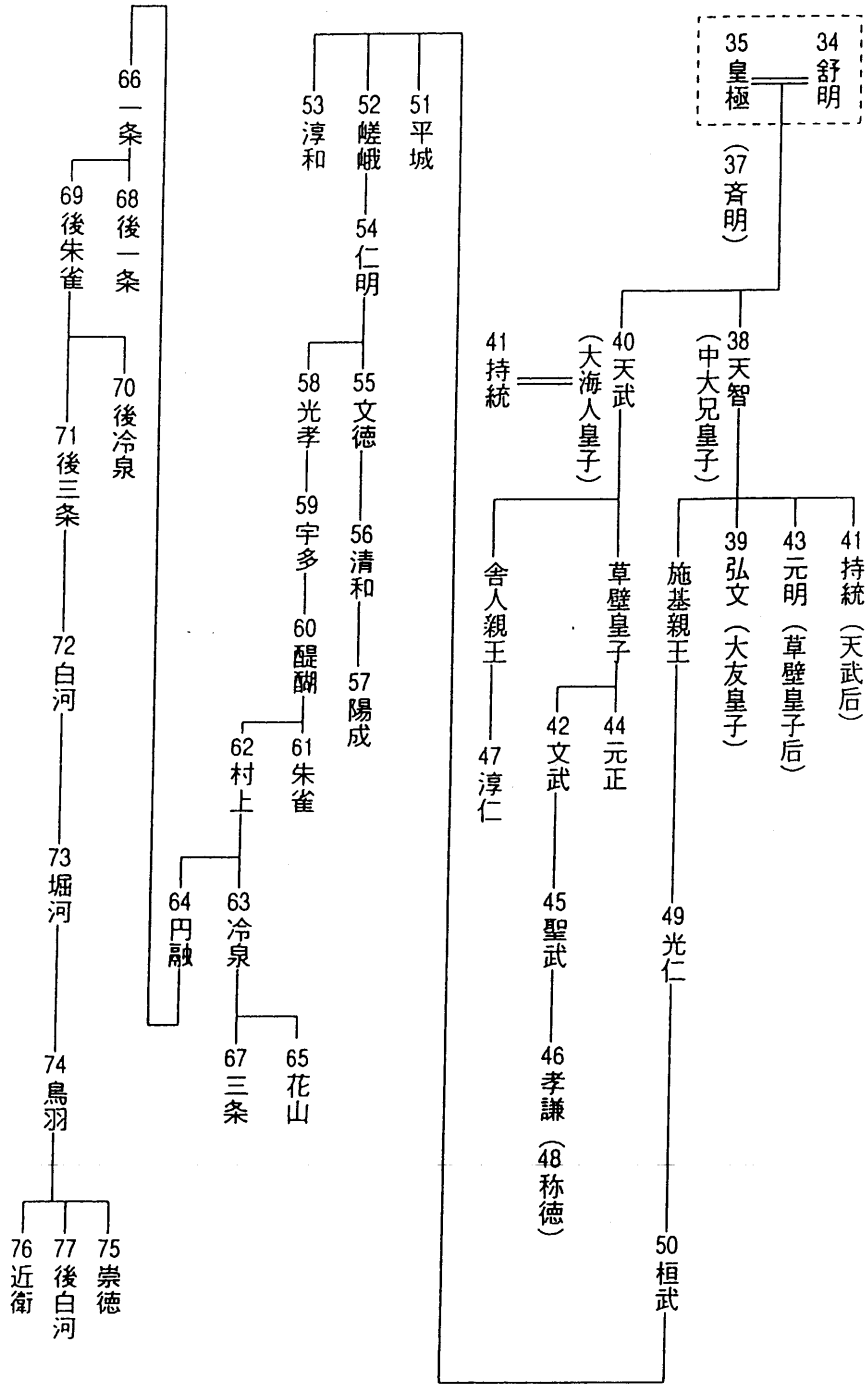 34 舒明
35 皇極
(37 斉明)
38 天智
(中大兄皇子)
40 天武
(大海人皇子)
41 持統
41 持統(天武后)
43 元明(草壁皇子后)
39 弘文(大友皇子)
施基親王
草壁皇子
舎人親王
44 元正
42 文武
47 淳仁
45 聖武
49 光仁
46 孝謙(48 称徳)
50 桓武
51 平城
52 嵯峨
53 淳和
54 仁明
55 文徳
58 光孝
56 清和
59 宇多
57 陽成
60 醍醐
61 朱雀
62 村上
63 冷泉
64 円融
65 花山
67 三条
66 一条
68 後一条
69 後朱雀
70 後冷泉
71 後三条
72 白河
73 堀河
74 鳥羽
75 崇徳
77 後白河
76 近衛